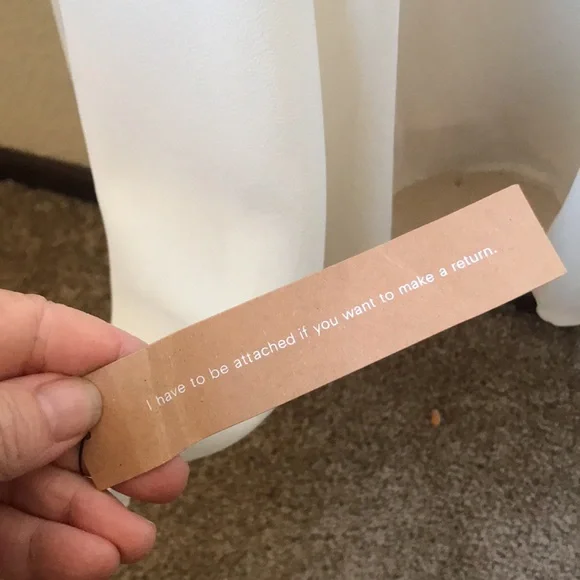 I have to be attached if you want to make a return.